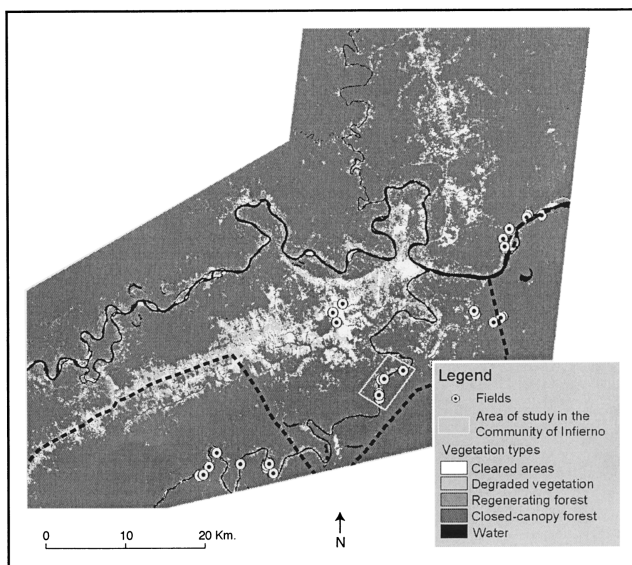 Legend
Fields
Area of study in the
Community of Infierno
Vegetation types
Cleared areas
Degraded vegetation
Regenerating forest
Closed-canopy forest
Water
0 10 20 Km.
N